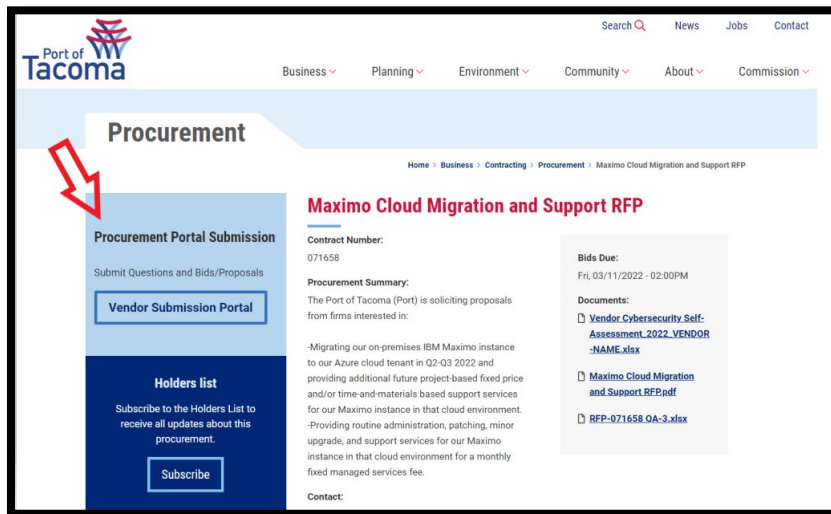 Port of
Tacoma
Search
News
Jobs
Contact
Business
Planning
Environment
Community
About
Commission
Procurement
Home > Business > Contracting > Procurement > Maximo Cloud Migration and Support RFP
Procurement Portal Submission
Submit Questions and Bids/Proposals
Vendor Submission Portal
Holders list
Subscribe to the Holders List to
receive all updates about this
procurement.
Subscribe
Maximo Cloud Migration and Support RFP
Contract Number:
071658
Procurement Summary:
The Port of Tacoma (Port) is soliciting proposals
from firms interested in:
-Migrating our on-premises IBM Maximo instance
to our Azure cloud tenant in Q2-Q3 2022 and
providing additional future project-based fixed price
and/or time-and-materials based support services
for our Maximo instance in that cloud environment.
-Providing routine administration, patching, minor
upgrade, and support services for our Maximo
instance in that cloud environment for a monthly
fixed managed services fee.
Contact:
Bids Due:
Fri, 03/11/2022 - 02:00PM
Documents:
Vendor Cybersecurity Self-
Assessment_2022_VENDOR
-NAME.xlsx
Maximo Cloud Migration
and Support RFP.pdf
RFP-071658 QA-3.xlsx